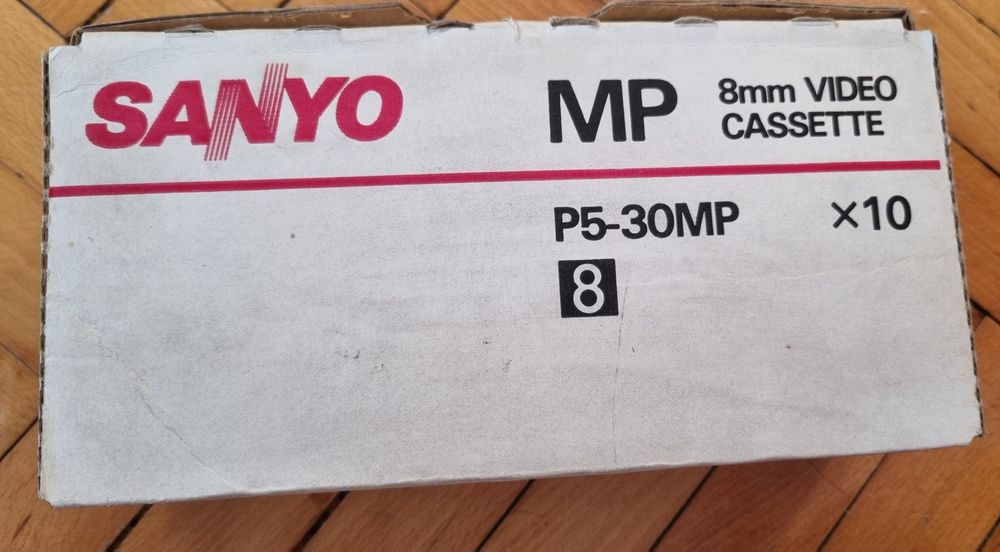 SANYO
MP
8mm VIDEO
CASSETTE
P5-30MP ×10
8